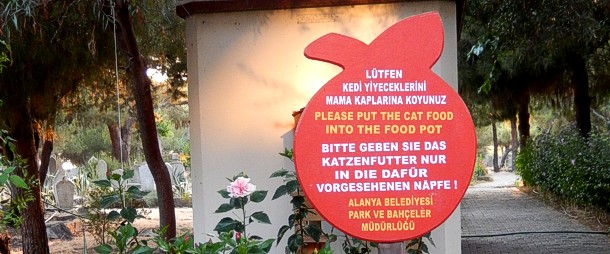 LÜTFEN
KEDİ YİYECEKLERİNİ
MAMA KAPLARINA KOYUNUZ
PLEASE PUT THE CAT FOOD
INTO THE FOOD POT
BITTE GEBEN SIE DAS
KATZENFUTTER NUR
IN DIE DAFÜR
VORGESEHENEN NÄPFE !
ALANYA BELEDİYESİ
PARK VE BAHÇELER
MÜDÜRLÜĞÜ